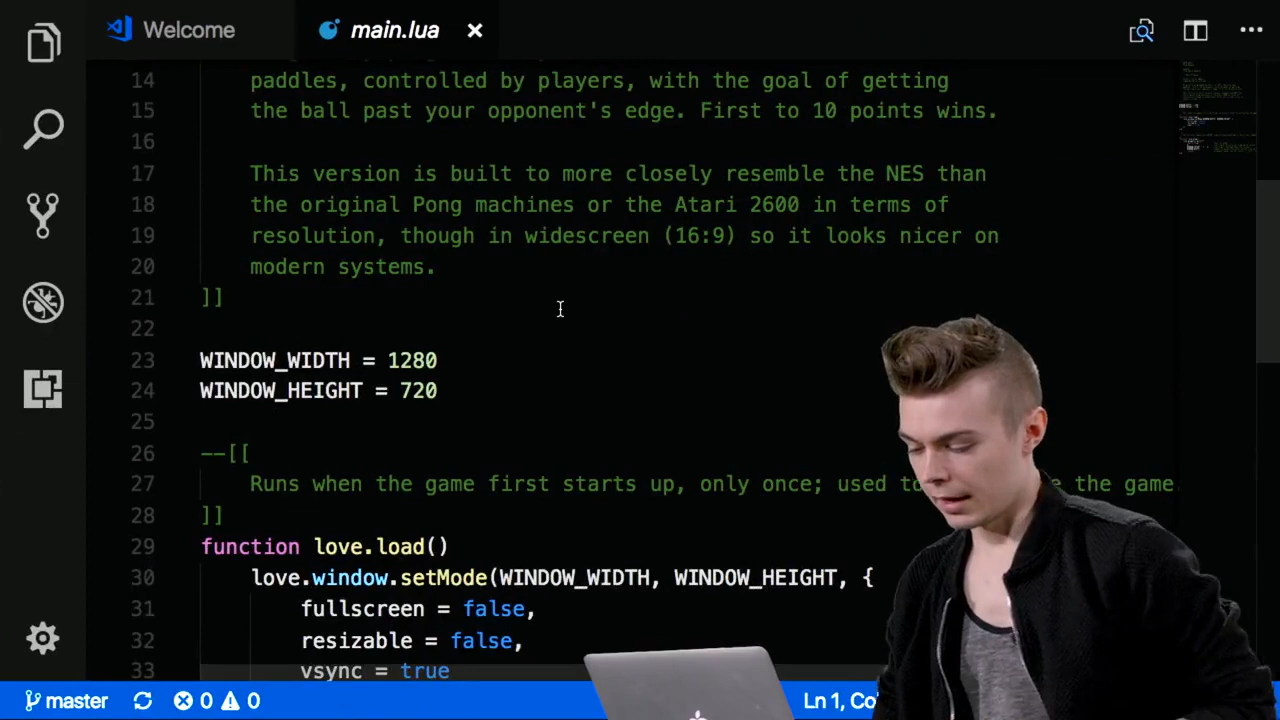 Welcome
main.lua
14 paddles, controlled by players, with the goal of getting
15 the ball past your opponent's edge. First to 10 points wins.
16
17 This version is built to more closely resemble the NES than
18 the original Pong machines or the Atari 2600 in terms of
19 resolution, though in widescreen (16:9) so it looks nicer on
20 modern systems.
21 ]]
22
23 WINDOW_WIDTH = 1280
24 WINDOW_HEIGHT = 720
25
26 --[[
27 Runs when the game first starts up, only once; used the game.
28 ]]
29 function love.load()
30 love.window.setMode(WINDOW_WIDTH, WINDOW_HEIGHT, {
31 fullscreen = false,
32 resizable = false,
33 vsync = true
master 0 0 Ln 1,